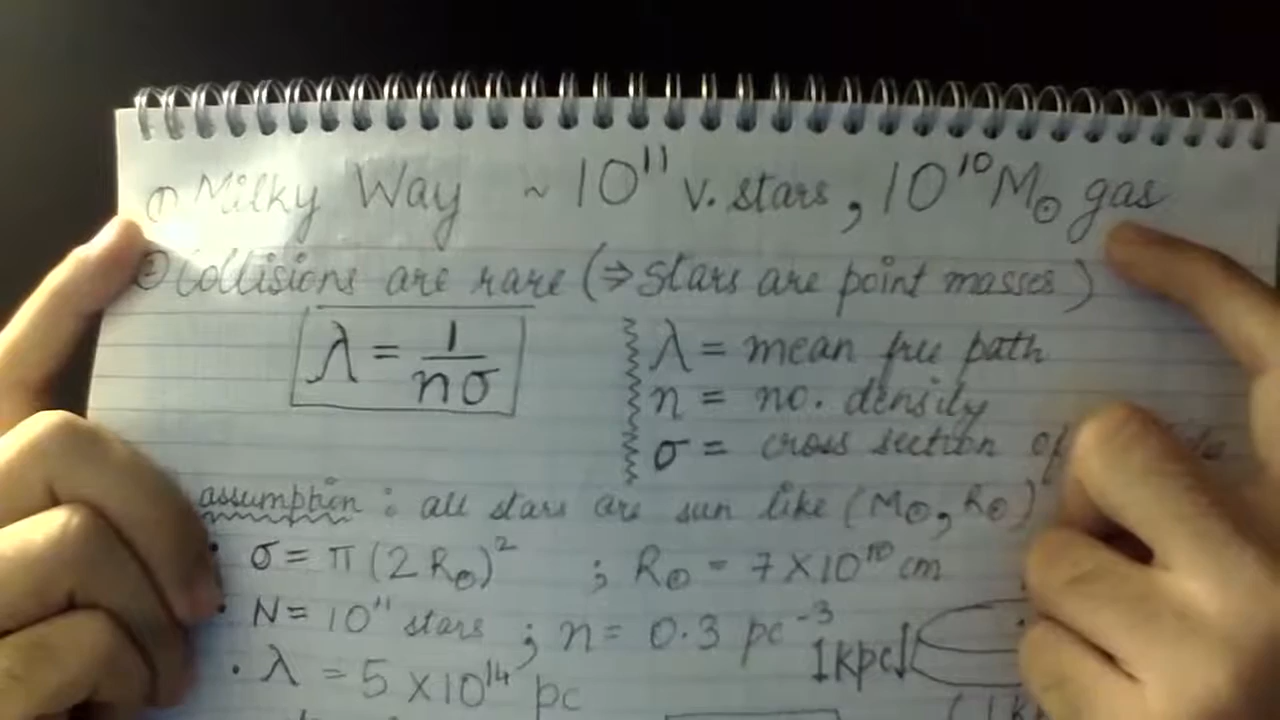 ① Milky Way ~ 10¹¹ v. stars, 10¹⁰ M☉ gas
② Collisions are rare (⇒ stars are point masses)
λ = 1/nσ
λ = mean free path
n = no. density
σ = cross section of
assumption : all stars are sun like (M☉, R☉)
• σ = π (2 R☉)² ; R☉ = 7 X 10¹⁰ cm
• N = 10¹¹ stars ; n = 0.3 pc⁻³
1kpc
• λ = 5 X 10¹⁴ pc